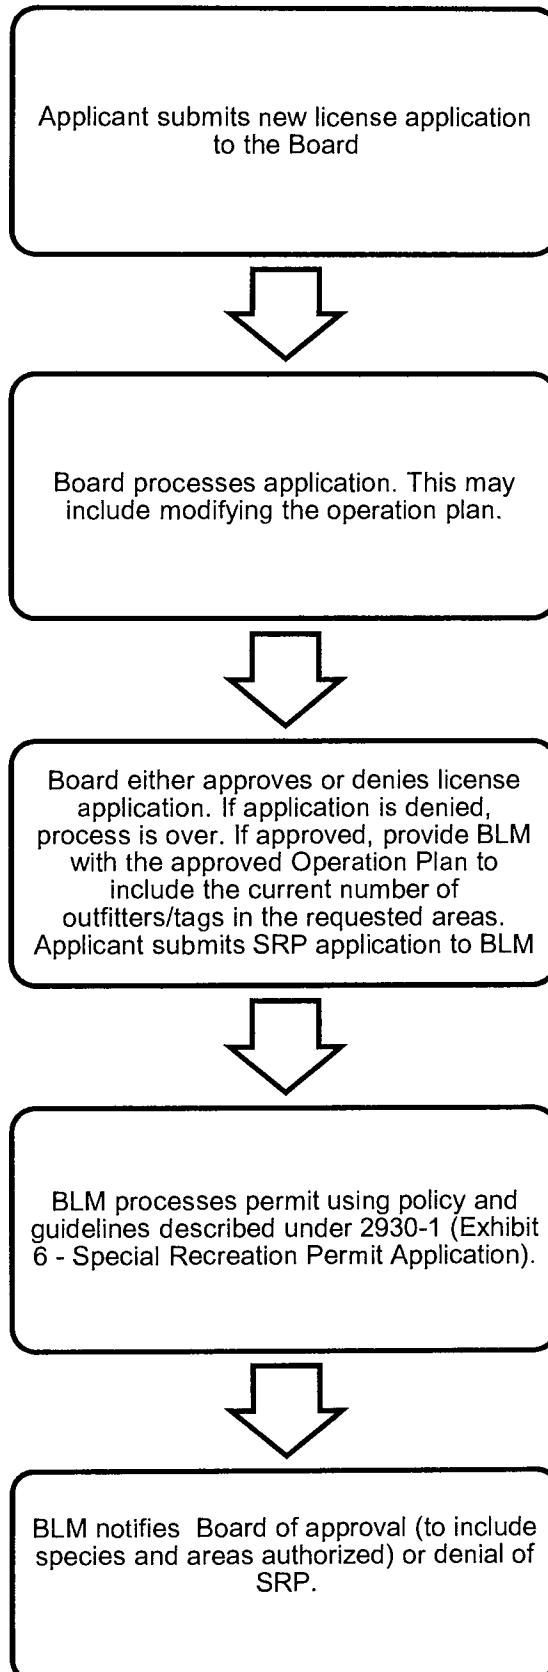 Applicant submits new license application
to the Board
Board processes application. This may
include modifying the operation plan.
Board either approves or denies license
application. If application is denied,
process is over. If approved, provide BLM
with the approved Operation Plan to
include the current number of
outfitters/tags in the requested areas.
Applicant submits SRP application to BLM
BLM processes permit using policy and
guidelines described under 2930-1 (Exhibit
6 - Special Recreation Permit Application).
BLM notifies Board of approval (to include
species and areas authorized) or denial of
SRP.